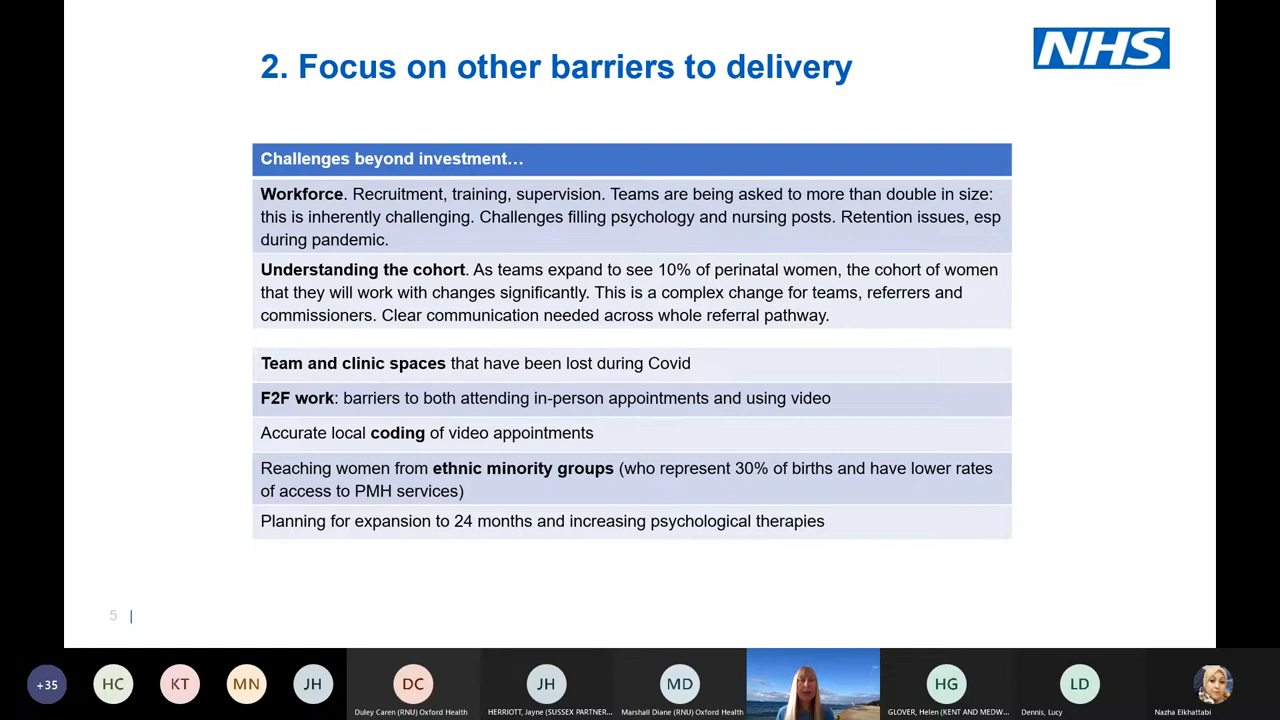 2. Focus on other barriers to delivery
NHS
Challenges beyond investment…
Workforce. Recruitment, training, supervision. Teams are being asked to more than double in size:
this is inherently challenging. Challenges filling psychology and nursing posts. Retention issues, esp
during pandemic.
Understanding the cohort. As teams expand to see 10% of perinatal women, the cohort of women
that they will work with changes significantly. This is a complex change for teams, referrers and
commissioners. Clear communication needed across whole referral pathway.
Team and clinic spaces that have been lost during Covid
F2F work: barriers to both attending in-person appointments and using video
Accurate local coding of video appointments
Reaching women from ethnic minority groups (who represent 30% of births and have lower rates
of access to PMH services)
Planning for expansion to 24 months and increasing psychological therapies
5 |
+35 HC KT MN JH DC JH MD HG LD
Duley Caren (RNU) Oxford Health HERRIOTT, Jayne (SUSSEX PARTNER... Marshall Diane (RNU) Oxford Health GLOVER, Helen (KENT AND MEDW... Dennis, Lucy Nazha Elkhattabi